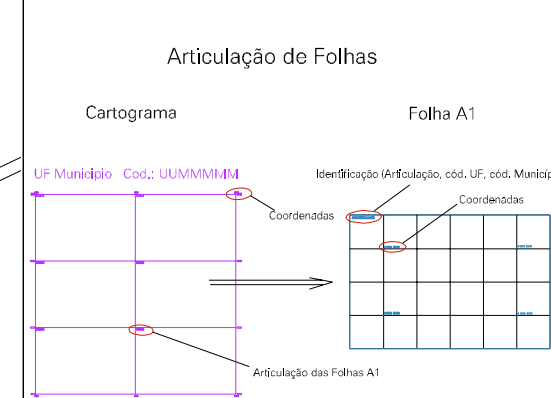 Articulação de Folhas
Cartograma
Folha A1
UF Municipio Cod.: UUMMMMM
Identificação (Articulação, cód. UF, cód. Municíp
Coordenadas
Coordenadas
Articulação das Folhas A1